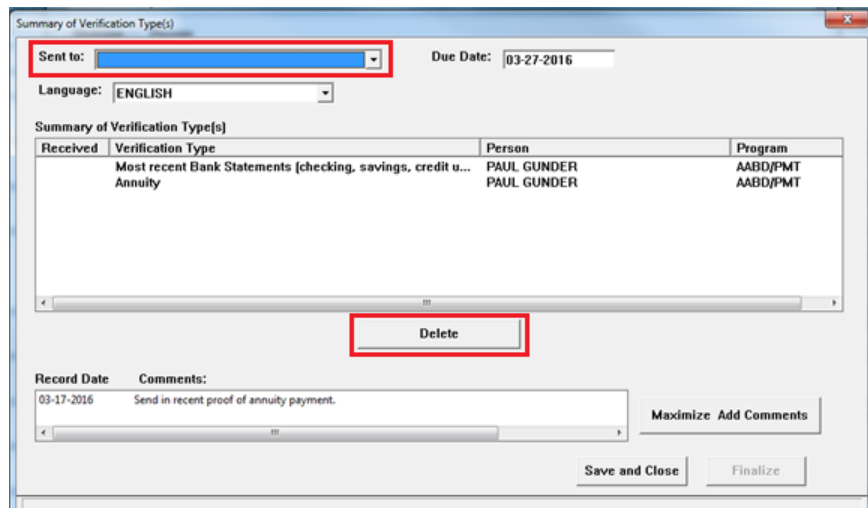 Summary of Verification Type(s)
Sent to: Due Date: 03-27-2016
Language: ENGLISH
Summary of Verification Type(s)
Received Verification Type Person Program
Most recent Bank Statements (checking, savings, credit u... PAUL GUNDER AABD/PMT
Annuity PAUL GUNDER AABD/PMT
Delete
Record Date Comments:
03-17-2016 Send in recent proof of annuity payment.
Maximize Add Comments
Save and Close Finalize